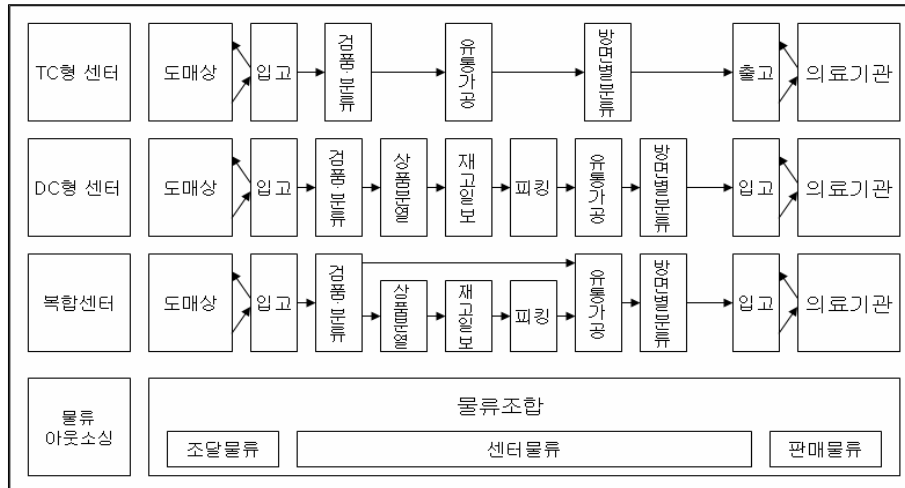 TC형 센터
도매상
입고
검품·분류
유통가공
방면별분류
출고
의료기관
DC형 센터
도매상
입고
검품·분류
상품분열
재고일보
피킹
유통가공
방면별분류
입고
의료기관
복합센터
도매상
입고
검품·분류
상품분열
재고일보
피킹
유통가공
방면별분류
입고
의료기관
물류
아웃소싱
물류조합
조달물류
센터물류
판매물류